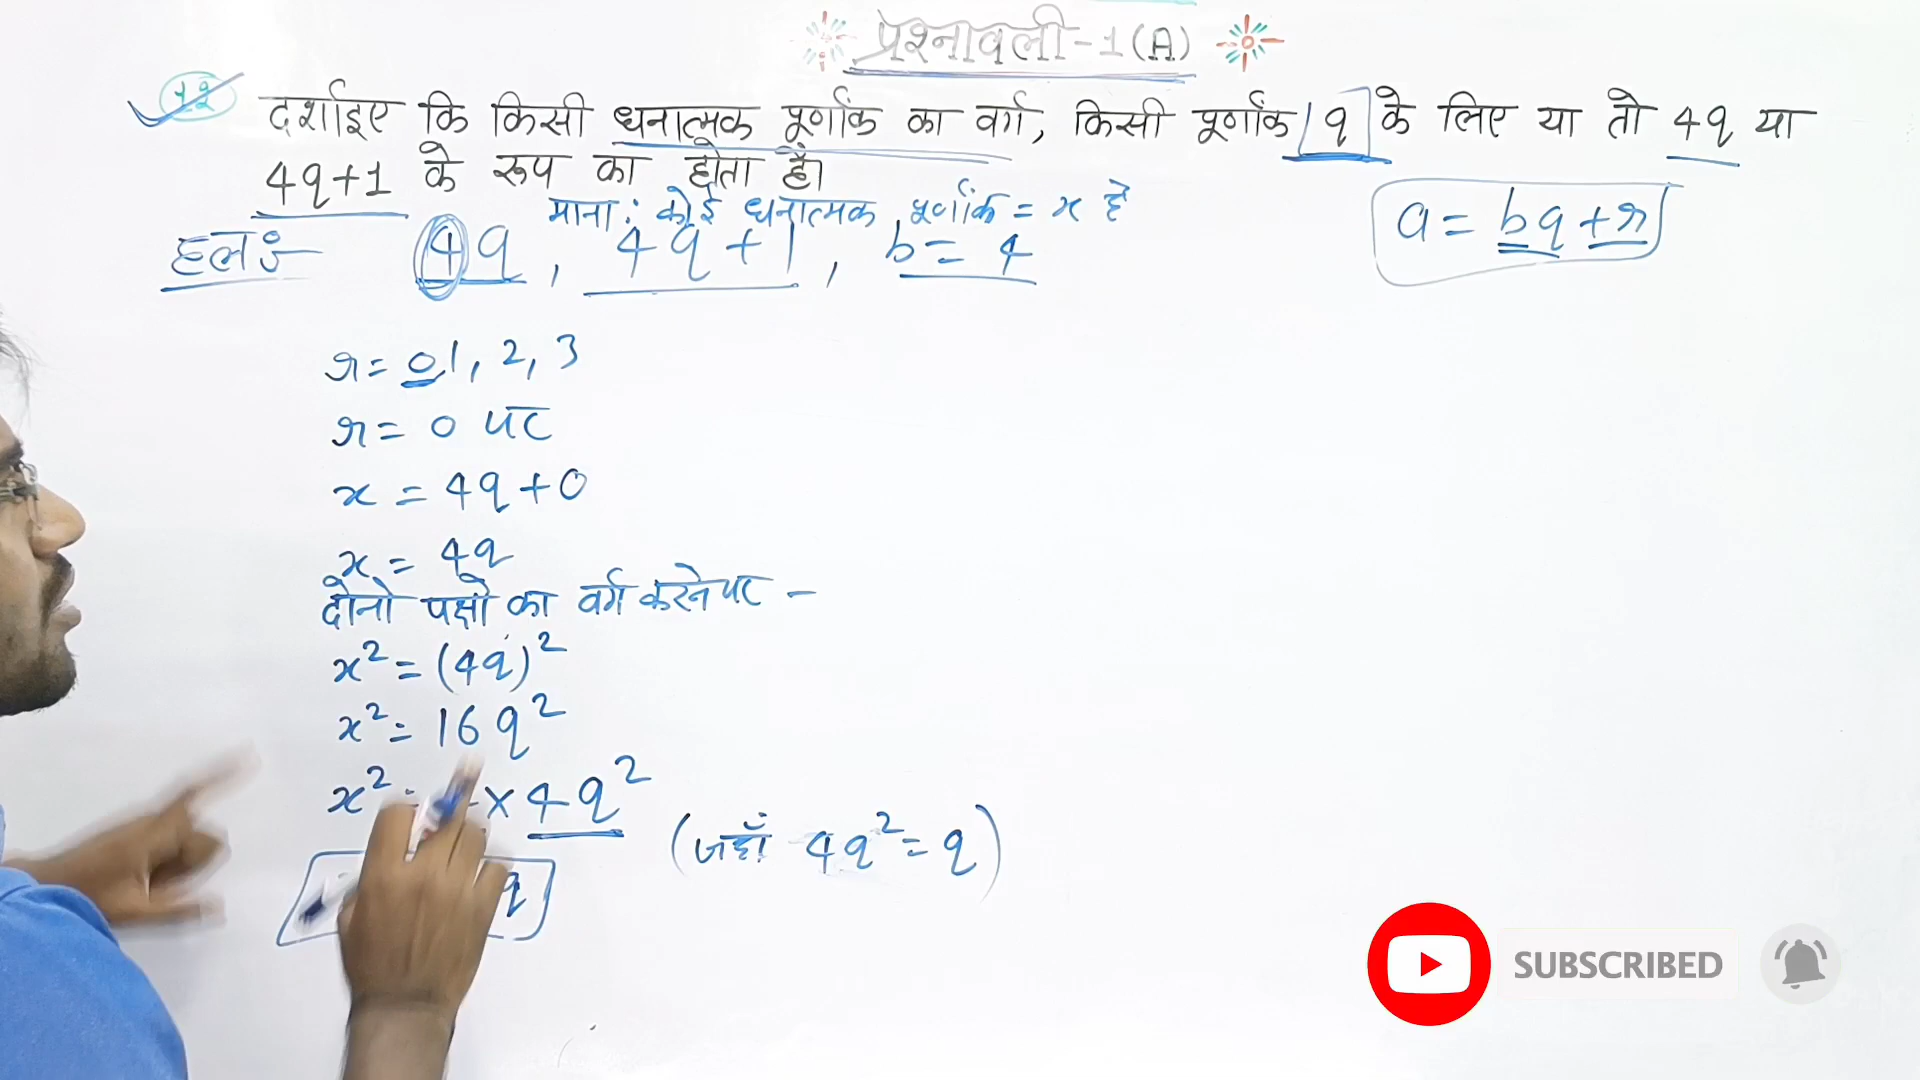 प्रश्नावली-1(A)
12 दर्शाइए कि किसी धनात्मक पूर्णांक का वर्ग, किसी पूर्णांक q के लिए या तो 4q या
4q+1 के रूप का होता है।
माना: कोई धनात्मक पूर्णांक = x है
a = bq+r
हलः- 4q, 4q+1, b=4
r= 0,1, 2, 3
r= 0 पर
x = 4q+0
x = 4q
दोनो पक्षो का वर्ग करने पर -
x²= (4q)²
x²= 16q²
x²= ×4q²
(जहाँ 4q²=q)
q
SUBSCRIBED